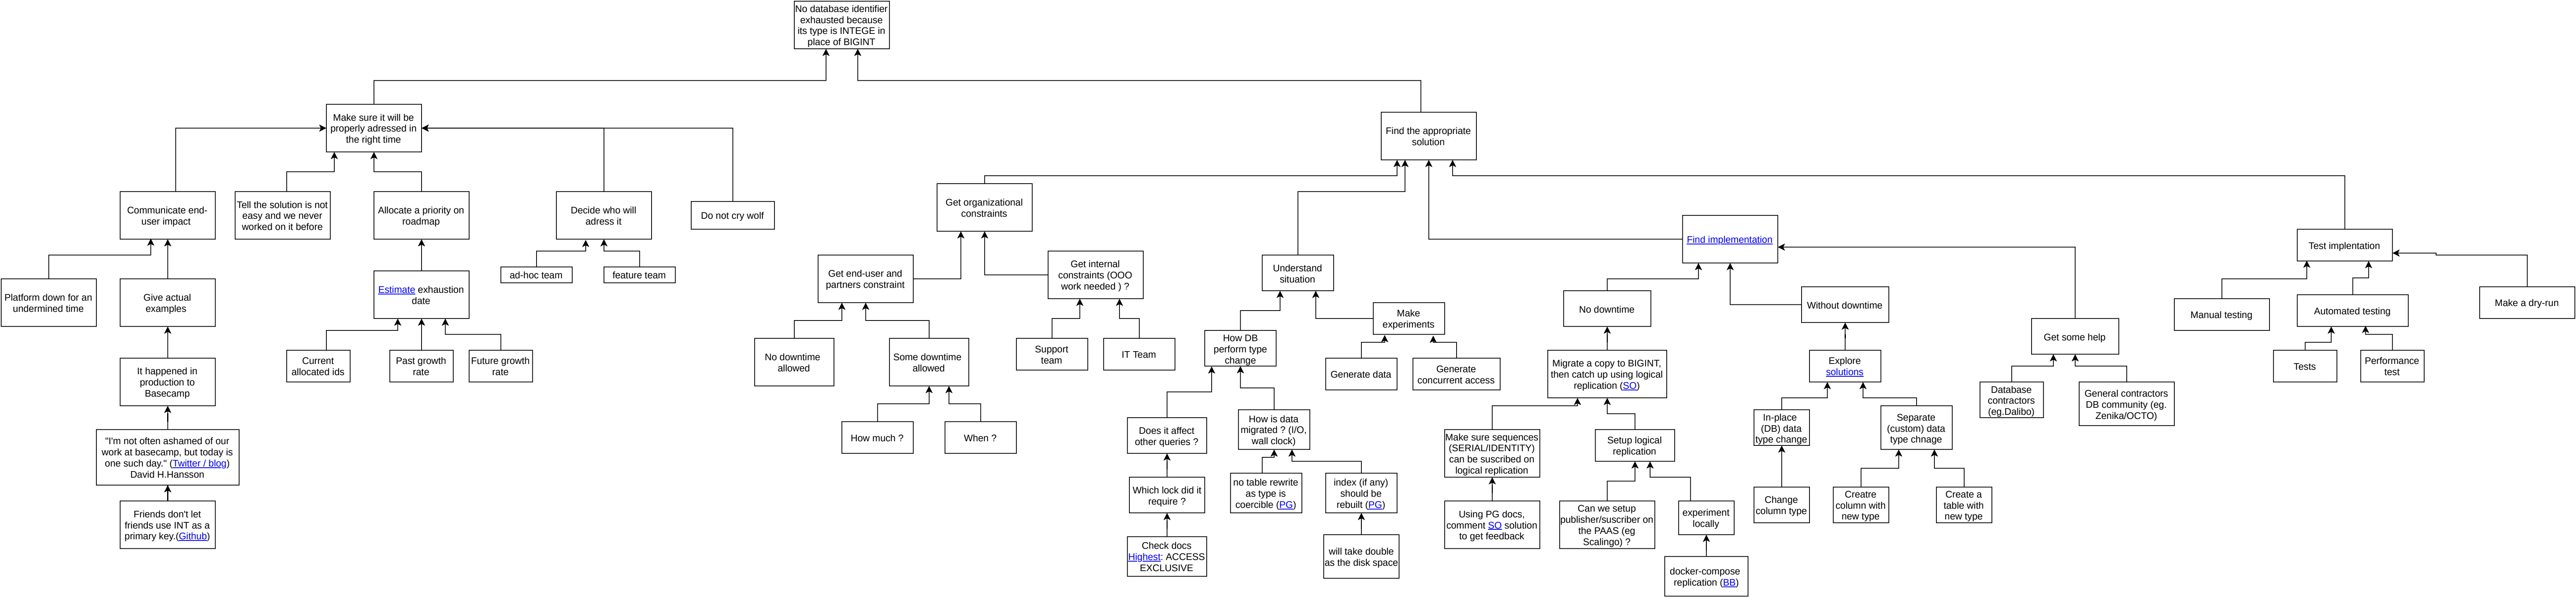 No database identifier
exhausted because
its type is INTEGE in
place of BIGINT
Make sure it will be
properly adressed in
the right time
Find the appropriate
solution
Communicate end-
user impact
Tell the solution is not
easy and we never
worked on it before
Allocate a priority on
roadmap
Decide who will
adress it
Do not cry wolf
Get organizational
constraints
Find implementation
Test implentation
Platform down for an
undermined time
Give actual
examples
Estimate exhaustion
date
ad-hoc team
feature team
Get end-user and
partners constraint
Get internal
constraints (OOO
work needed ) ?
Understand
situation
No downtime
Without downtime
Manual testing
Automated testing
Make a dry-run
It happened in
production to
Basecamp
Current
allocated ids
Past growth
rate
Future growth
rate
No downtime
allowed
Some downtime
allowed
Support
team
IT Team
How DB
perform type
change
Make
experiments
Generate data
Generate
concurrent access
Migrate a copy to BIGINT,
then catch up using logical
replication (SO)
Explore
solutions
Get some help
Tests
Performance
test
"I'm not often ashamed of our
work at basecamp, but today is
one such day." (Twitter / blog)
David H.Hansson
How much ?
When ?
Does it affect
other queries ?
How is data
migrated ? (I/O,
wall clock)
Make sure sequences
(SERIAL/IDENTITY)
can be suscribed on
logical replication
Setup logical
replication
In-place
(DB) data
type change
Separate
(custom) data
type chnage
Database
contractors
(eg.Dalibo)
General contractors
DB community (eg.
Zenika/OCTO)
Friends don't let
friends use INT as a
primary key.(Github)
Which lock did it
require ?
no table rewrite
as type is
coercible (PG)
index (if any)
should be
rebuilt (PG)
Using PG docs,
comment SO solution
to get feedback
Can we setup
publisher/suscriber on
the PAAS (eg
Scalingo) ?
experiment
locally
Change
column type
Creatre
column with
new type
Create a
table with
new type
Check docs
Highest: ACCESS
EXCLUSIVE
will take double
as the disk space
docker-compose
replication (BB)